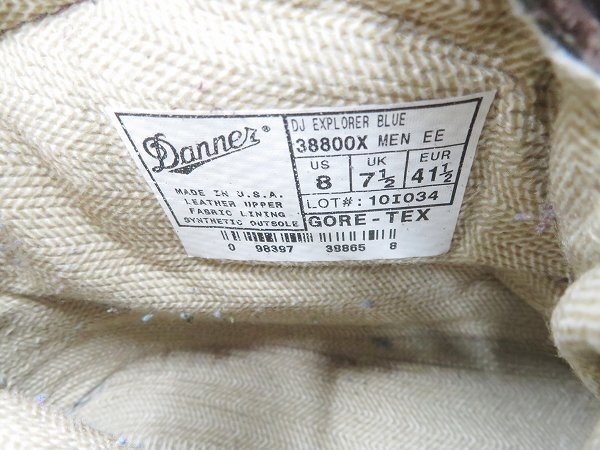 Danner®
MADE IN U.S.A.
LEATHER UPPER
FABRIC LINING
SYNTHETIC OUTSOLE
DJ EXPLORER BLUE
38800X MEN EE
US UK EUR
8 7½ 41½
LOT#: 10I034
GORE-TEX
0 98397 38865 8